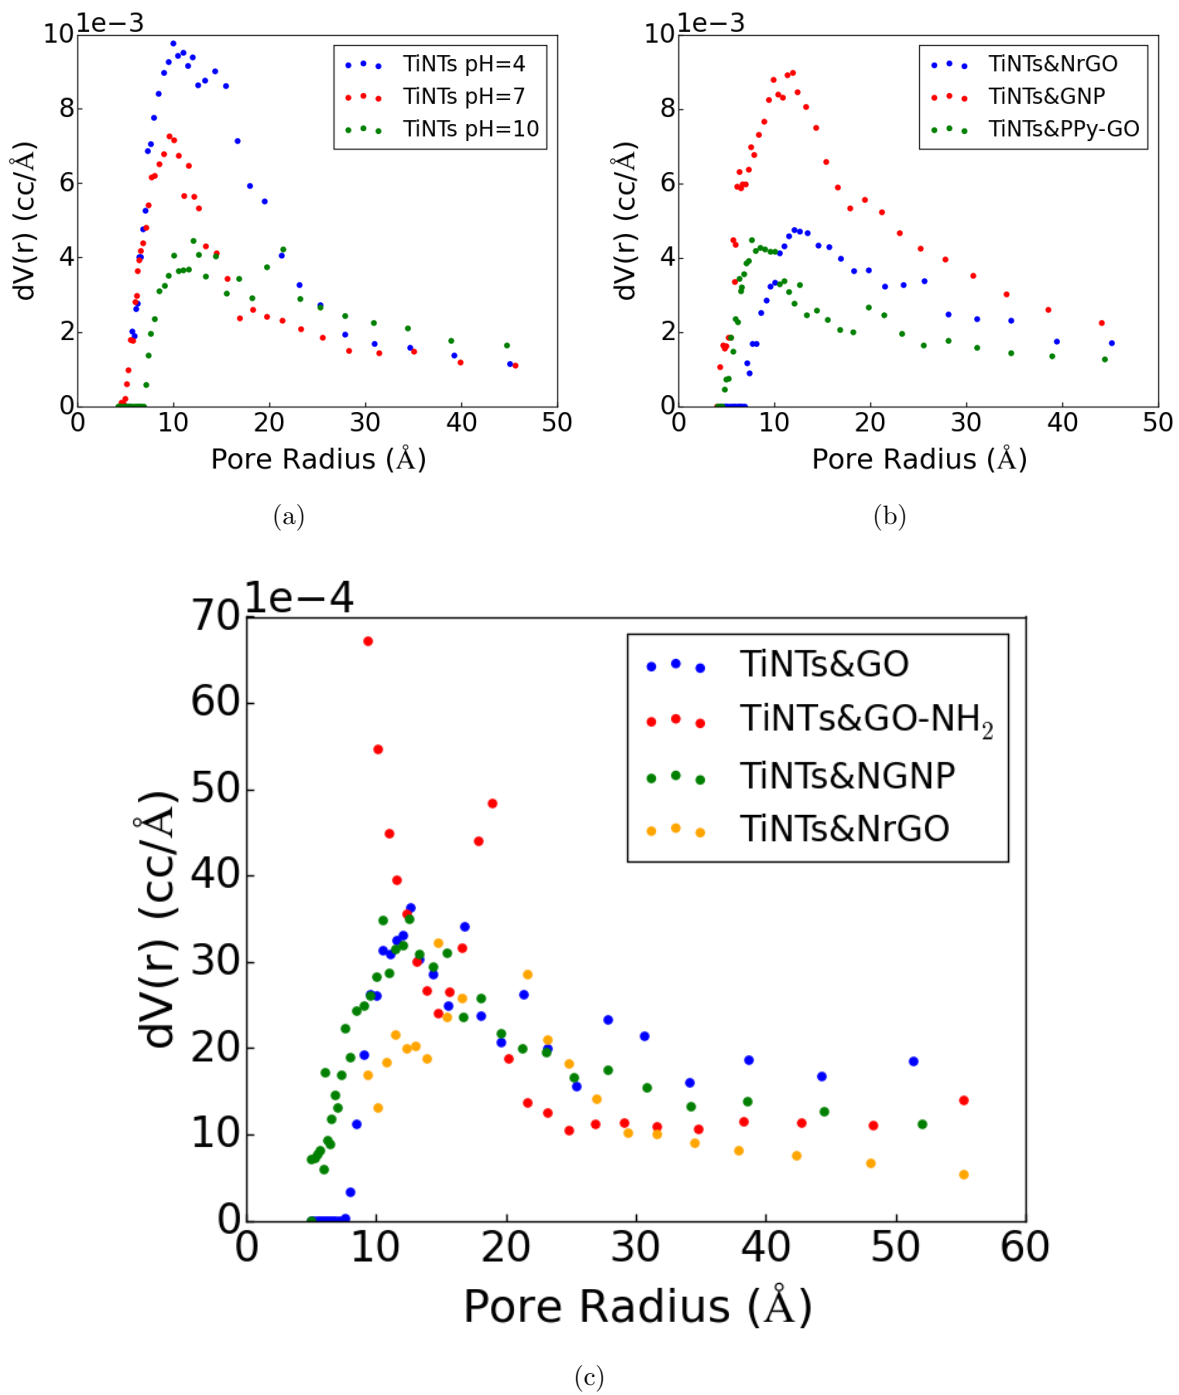 1e−3
10
8
6
4
2
0
dV(r) (cc/Å)
TiNTs pH=4
TiNTs pH=7
TiNTs pH=10
0 10 20 30 40 50
Pore Radius (Å)
(a)
1e−3
10
8
6
4
2
0
dV(r) (cc/Å)
TiNTs&NrGO
TiNTs&GNP
TiNTs&PPy-GO
0 10 20 30 40 50
Pore Radius (Å)
(b)
1e−4
70
60
50
40
30
20
10
0
dV(r) (cc/Å)
TiNTs&GO
TiNTs&GO-NH₂
TiNTs&NGNP
TiNTs&NrGO
0 10 20 30 40 50 60
Pore Radius (Å)
(c)